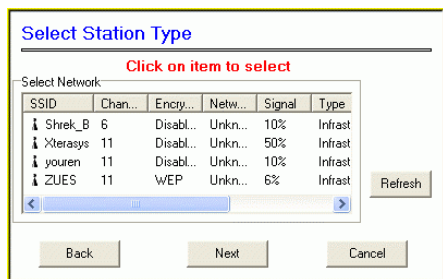 Select Station Type
Click on item to select
Select Network
SSID Chan... Encry... Netw... Signal Type
Shrek_B 6 Disabl... Unkn... 10% Infrast
Xterasys 11 Disabl... Unkn... 50% Infrast
youren 11 Disabl... Unkn... 10% Infrast
ZUES 11 WEP Unkn... 6% Infrast
Refresh
Back Next Cancel